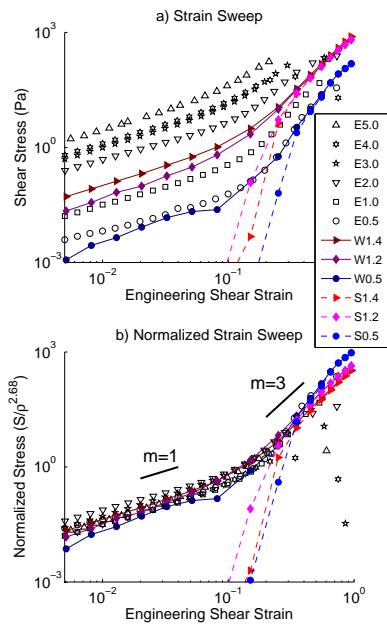 a) Strain Sweep
10^3
10^0
10^-3
Shear Stress (Pa)
10^-2
10^-1
10^0
Engineering Shear Strain
E5.0
E4.0
E3.0
E2.0
E1.0
E0.5
W1.4
W1.2
W0.5
S1.4
S1.2
S0.5
b) Normalized Strain Sweep
10^3
10^0
10^-3
Normalized Stress (S/ρ^2.68)
m=1
m=3
10^-2
10^-1
10^0
Engineering Shear Strain